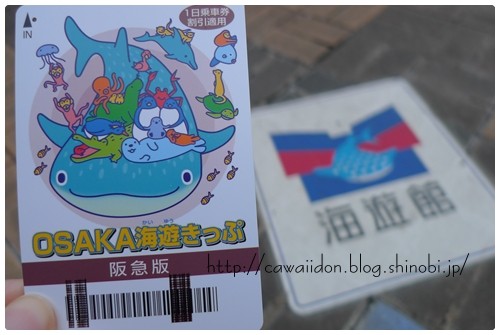 IN
1日乗車券
割引適用
かい ゆう
OSAKA海遊きっぷ
阪急版
海遊館
http://cawaiidon.blog.shinobi.jp/